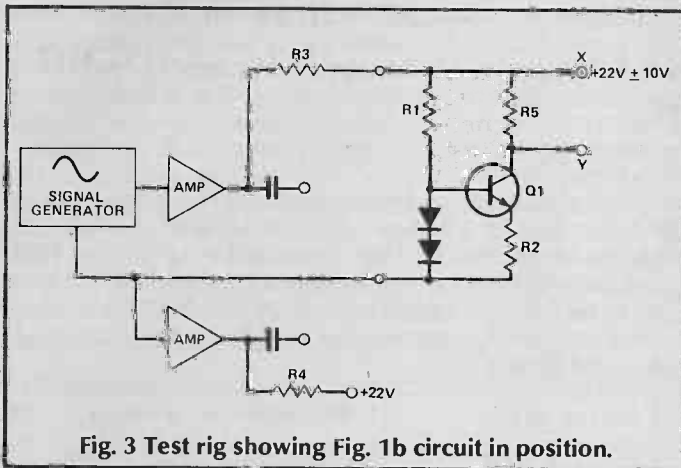 R3
X
+22V ± 10V
R1
R5
Y
SIGNAL
GENERATOR
AMP
Q1
R2
AMP
R4
+22V
Fig. 3 Test rig showing Fig. 1b circuit in position.